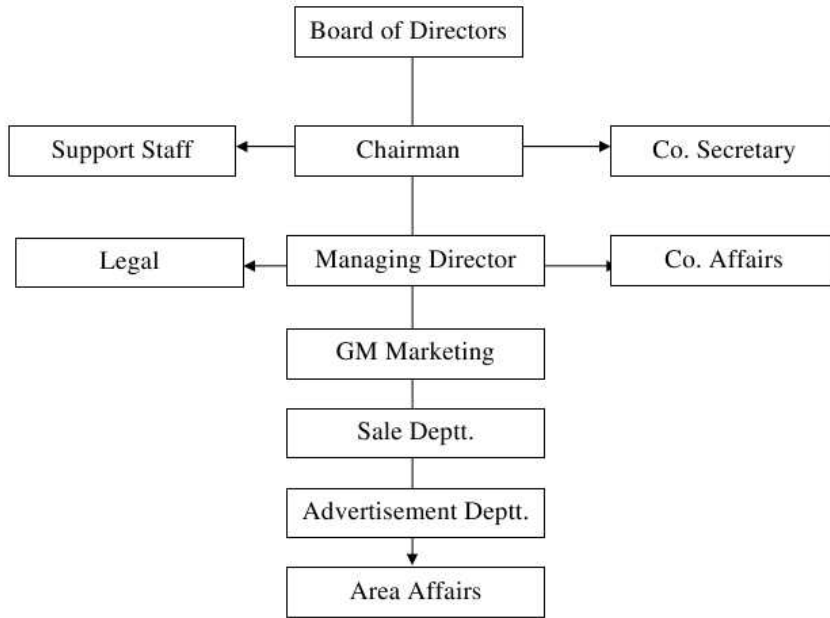 Board of Directors
Support Staff
Chairman
Co. Secretary
Legal
Managing Director
Co. Affairs
GM Marketing
Sale Deptt.
Advertisement Deptt.
Area Affairs